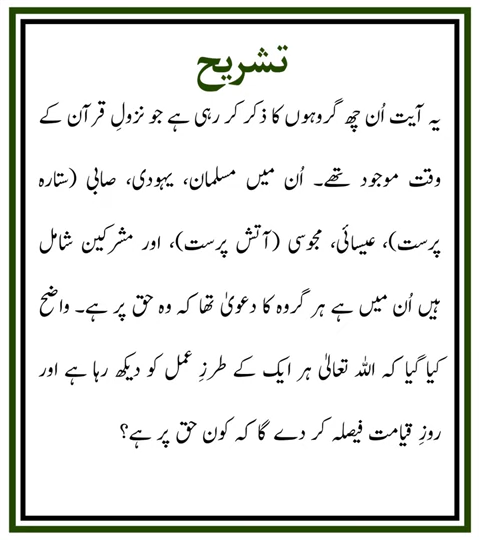 تشریح
یہ آیت اُن چھ گروہوں کا ذکر کر رہی ہے جو نزولِ قرآن کے
وقت موجود تھے۔ اُن میں مسلمان، یہودی، صابی (ستارہ
پرست)، عیسائی، مجوسی (آتش پرست)، اور مشرکین شامل
ہیں اُن میں ہے ہر گروہ کا دعویٰ تھا کہ وہ حق پر ہے۔ واضح
کیا گیا کہ اللہ تعالیٰ ہر ایک کے طرزِ عمل کو دیکھ رہا ہے اور
روزِ قیامت فیصلہ کر دے گا کہ کون حق پر ہے؟